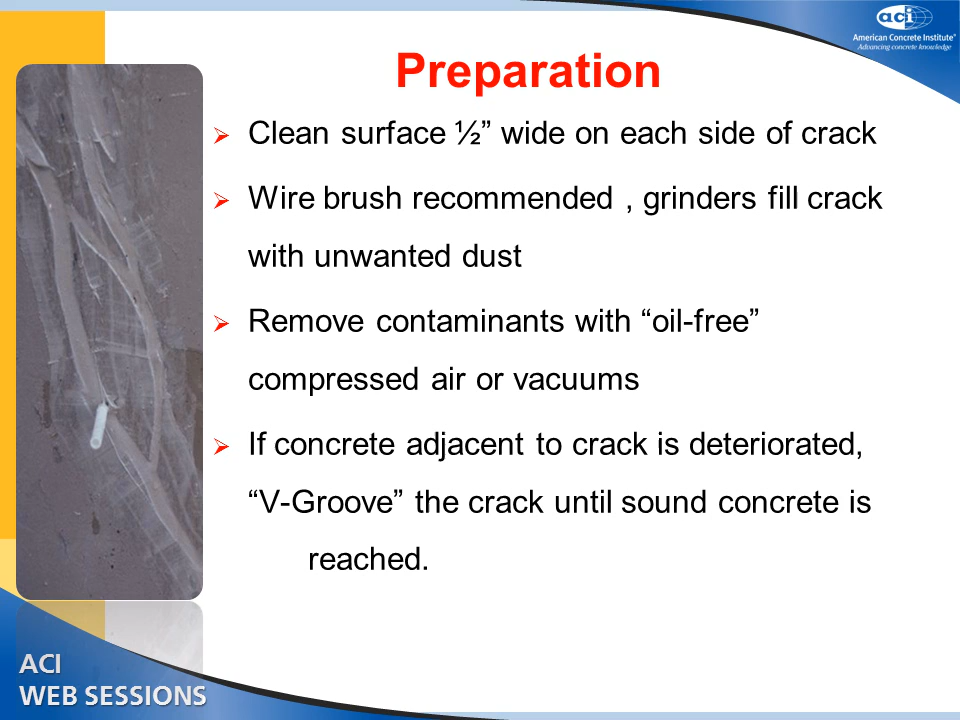 aci
American Concrete Institute®
Advancing concrete knowledge
Preparation
Clean surface ½” wide on each side of crack
Wire brush recommended , grinders fill crack
with unwanted dust
Remove contaminants with “oil-free”
compressed air or vacuums
If concrete adjacent to crack is deteriorated,
“V-Groove” the crack until sound concrete is
reached.
ACI
WEB SESSIONS